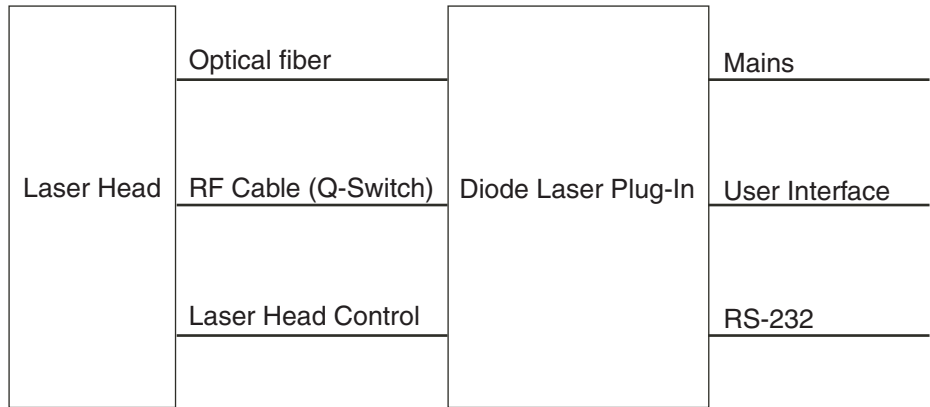 Optical fiber
Mains
Laser Head
RF Cable (Q-Switch)
Diode Laser Plug-In
User Interface
Laser Head Control
RS-232